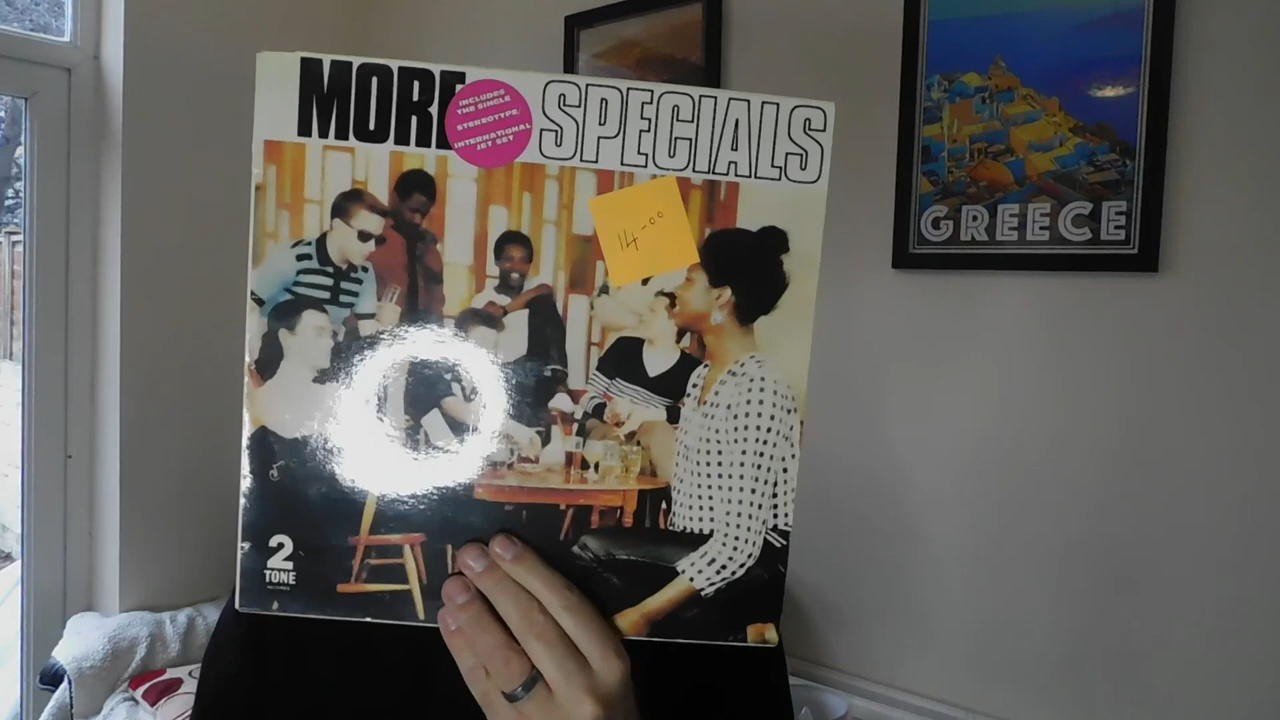 MORE SPECIALS
INCLUDES
THE SINGLE
STEREOTYPE/
INTERNATIONAL
JET SET
14-00
GREECE
2
TONE